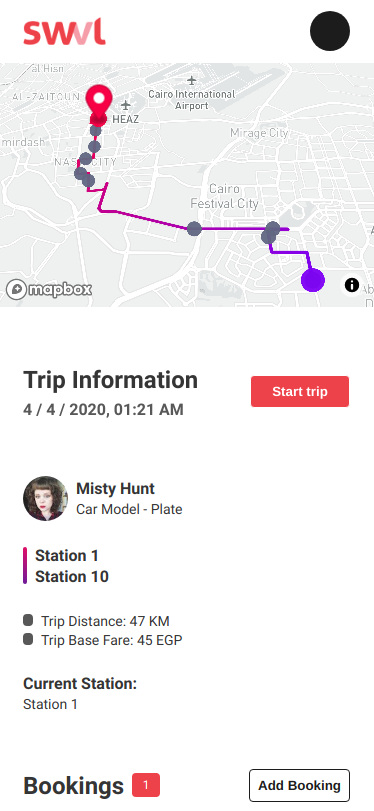 swvl
al Hisn
AL-ZAITOUN
Cairo International
Airport
HEAZ
mirdash
Mirage City
NASR CITY
Cairo
Festival City
mapbox
Trip Information
4 / 4 / 2020, 01:21 AM
Start trip
Misty Hunt
Car Model - Plate
Station 1
Station 10
Trip Distance: 47 KM
Trip Base Fare: 45 EGP
Current Station:
Station 1
Bookings 1
Add Booking